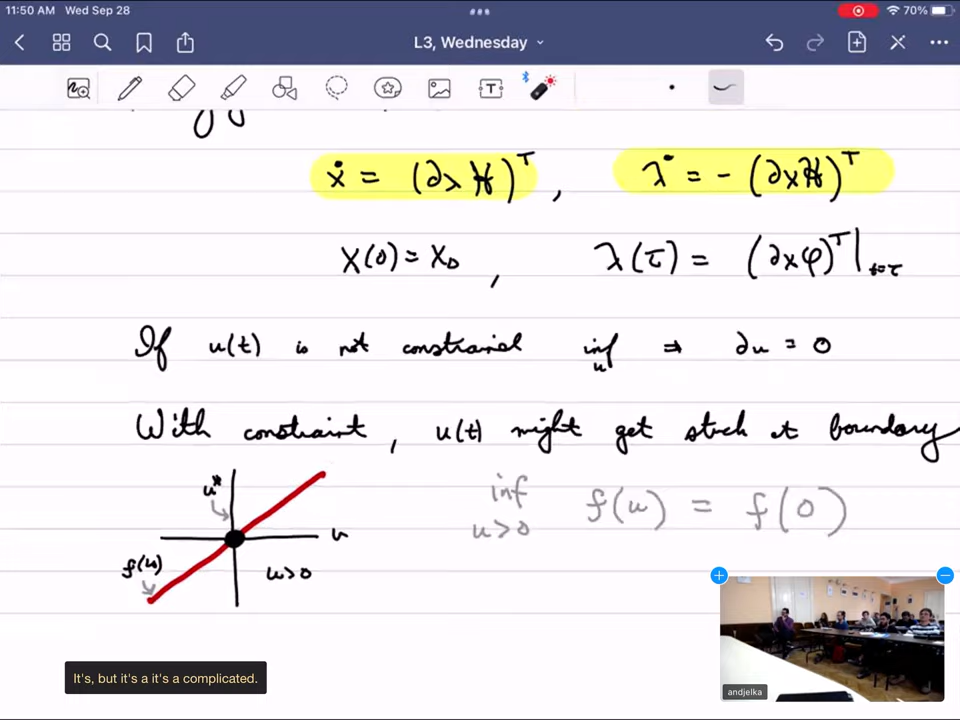 11:50 AM Wed Sep 28
70%
L3, Wednesday
ẋ = (∂λ H)ᵀ , λ̇ = - (∂x H)ᵀ
x(0) = x₀ , λ(τ) = (∂xφ)ᵀ|t=τ
If u(t) is not constrained inf u ⇒ ∂u = 0
With constraint, u(t) might get stuck at boundary
u*
inf u>0 f(u) = f(0)
u
f(u)
u>0
andjelka
It's, but it's a it's a complicated.